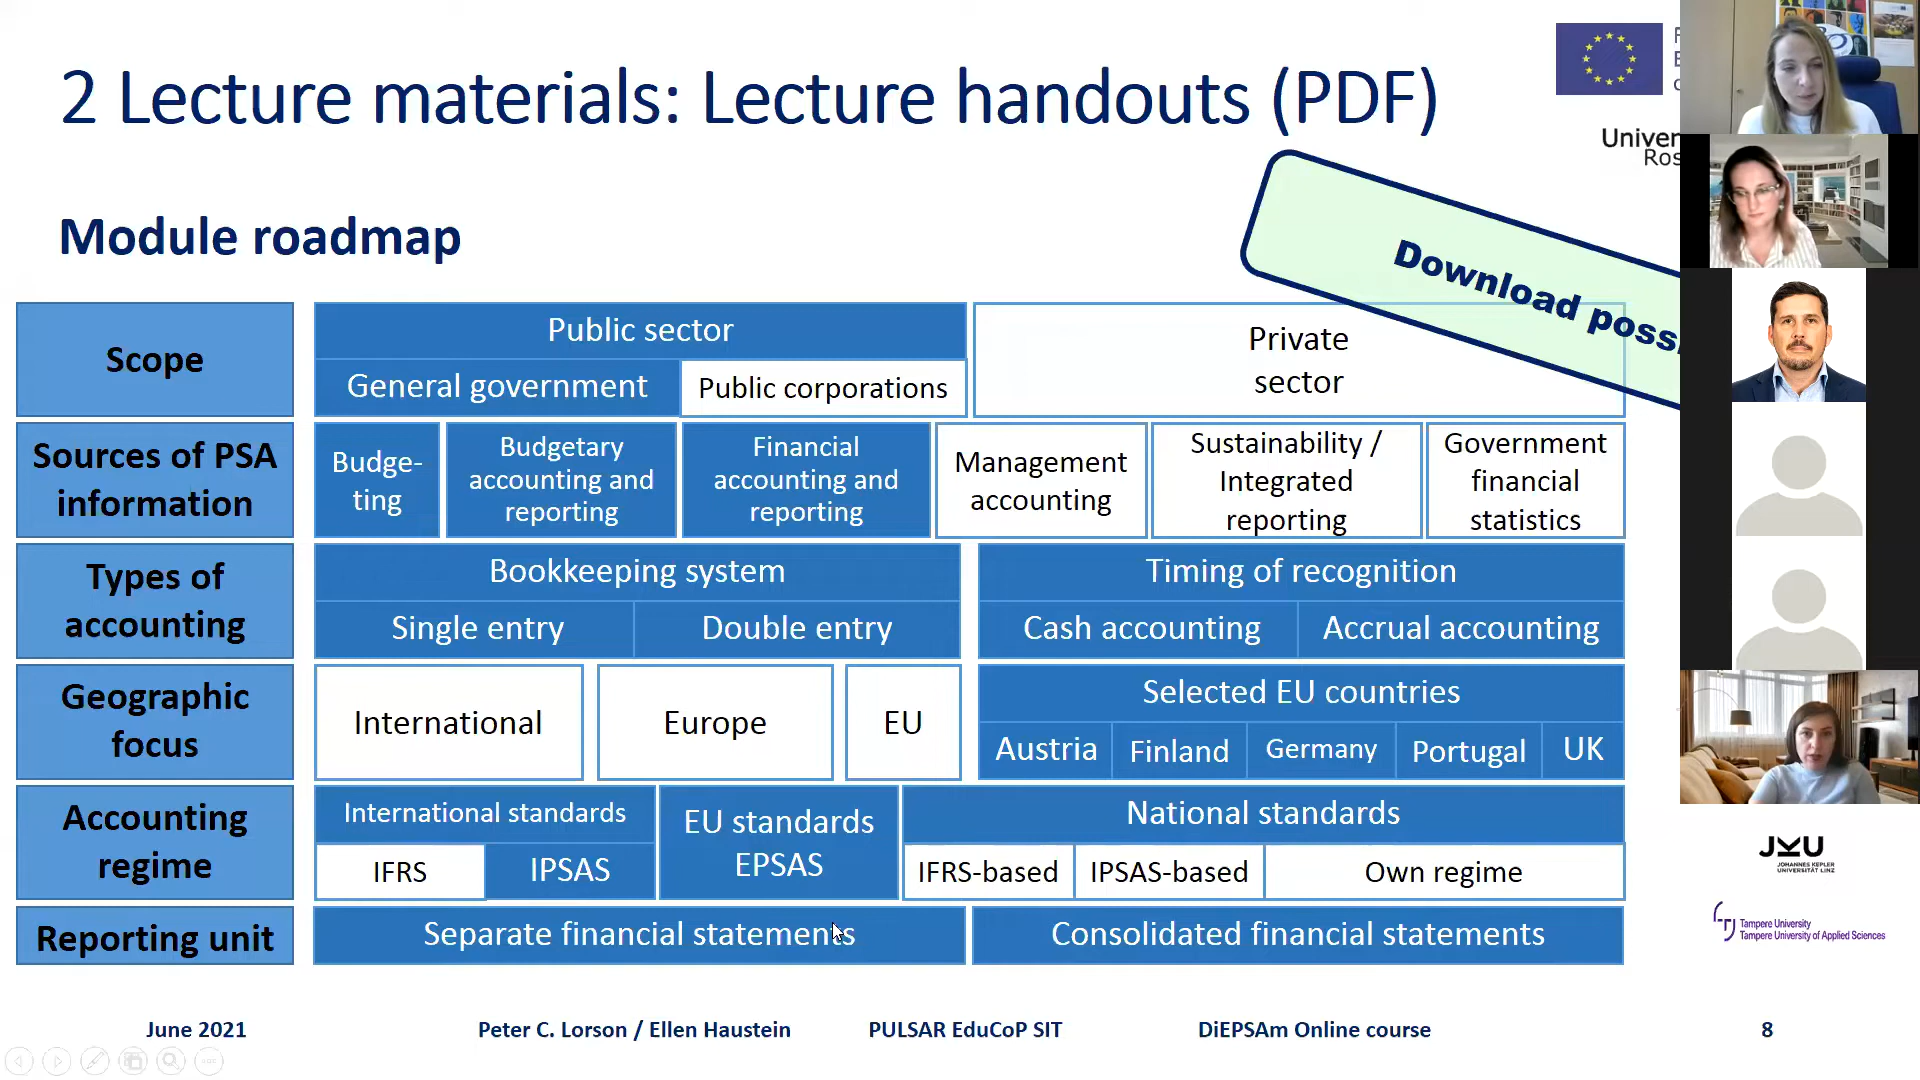 2 Lecture materials: Lecture handouts (PDF)
Module roadmap
Download
Scope
Public sector
General government
Public corporations
Private
sector
Sources of PSA
information
Budge-
ting
Budgetary
accounting and
reporting
Financial
accounting and
reporting
Management
accounting
Sustainability /
Integrated
reporting
Government
financial
statistics
Types of
accounting
Bookkeeping system
Single entry
Double entry
Timing of recognition
Cash accounting
Accrual accounting
Geographic
focus
International
Europe
EU
Selected EU countries
Austria
Finland
Germany
Portugal
UK
Accounting
regime
International standards
IFRS
IPSAS
EU standards
EPSAS
National standards
IFRS-based
IPSAS-based
Own regime
Reporting unit
Separate financial statements
Consolidated financial statements
JKU
JOHANNES KEPLER
UNIVERSITÄT LINZ
Tampere University
Tampere University of Applied Sciences
June 2021
Peter C. Lorson / Ellen Haustein
PULSAR EduCoP SIT
DiEPSAm Online course
8